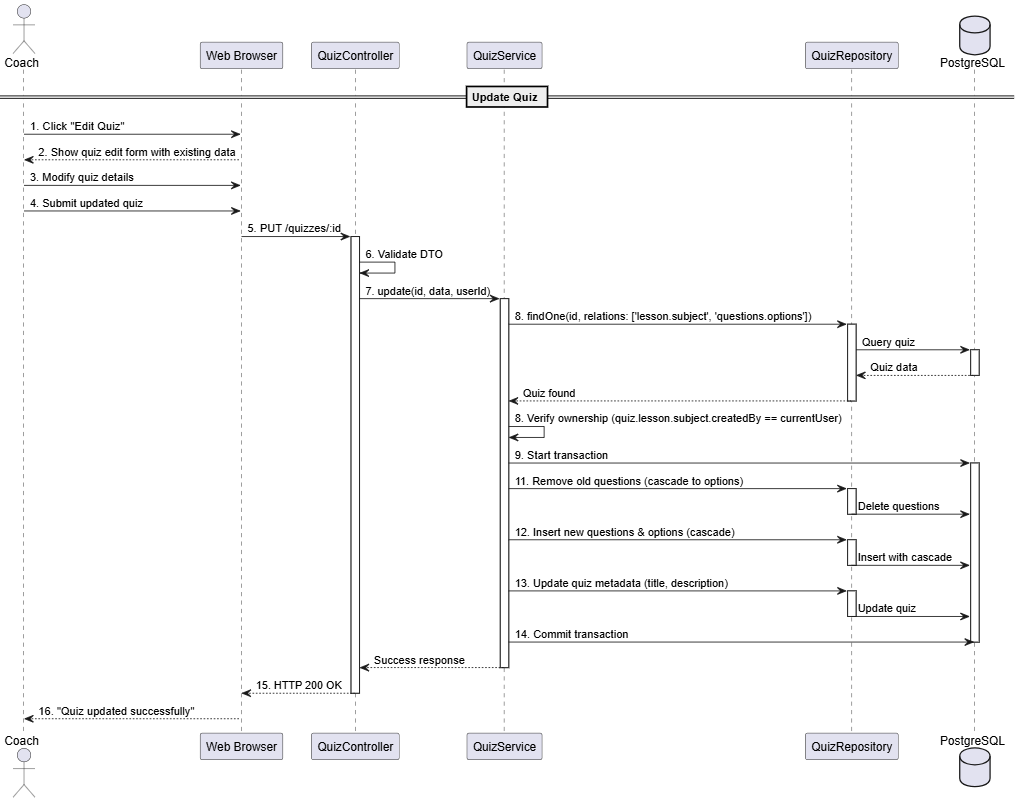 Coach
Web Browser
QuizController
QuizService
QuizRepository
PostgreSQL
Update Quiz
1. Click "Edit Quiz"
2. Show quiz edit form with existing data
3. Modify quiz details
4. Submit updated quiz
5. PUT /quizzes/:id
6. Validate DTO
7. update(id, data, userId)
8. findOne(id, relations: ['lesson.subject', 'questions.options'])
Query quiz
Quiz data
Quiz found
8. Verify ownership (quiz.lesson.subject.createdBy == currentUser)
9. Start transaction
11. Remove old questions (cascade to options)
Delete questions
12. Insert new questions & options (cascade)
Insert with cascade
13. Update quiz metadata (title, description)
Update quiz
14. Commit transaction
Success response
15. HTTP 200 OK
16. "Quiz updated successfully"
Coach
Web Browser
QuizController
QuizService
QuizRepository
PostgreSQL